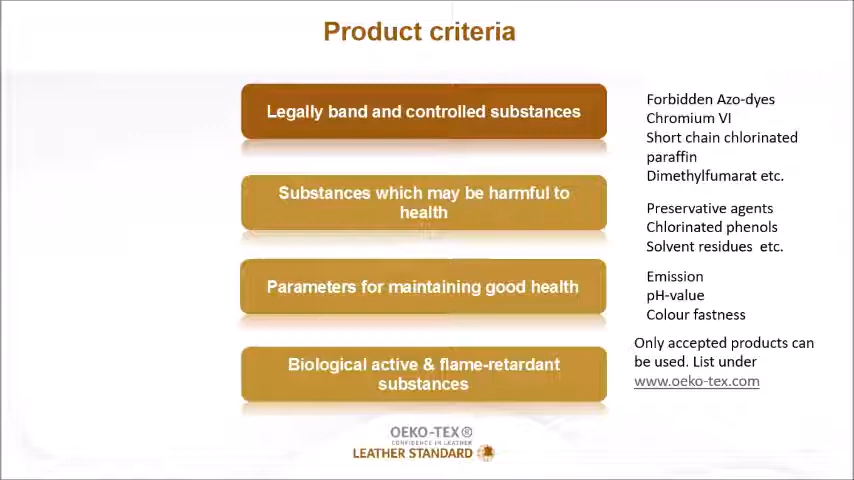 Product criteria
Legally band and controlled substances
Forbidden Azo-dyes
Chromium VI
Short chain chlorinated
paraffin
Dimethylfumarat etc.
Substances which may be harmful to
health
Preservative agents
Chlorinated phenols
Solvent residues etc.
Parameters for maintaining good health
Emission
pH-value
Colour fastness
Biological active & flame-retardant
substances
Only accepted products can
be used. List under
www.oeko-tex.com
OEKO-TEX®
CONFIDENCE IN LEATHER
LEATHER STANDARD